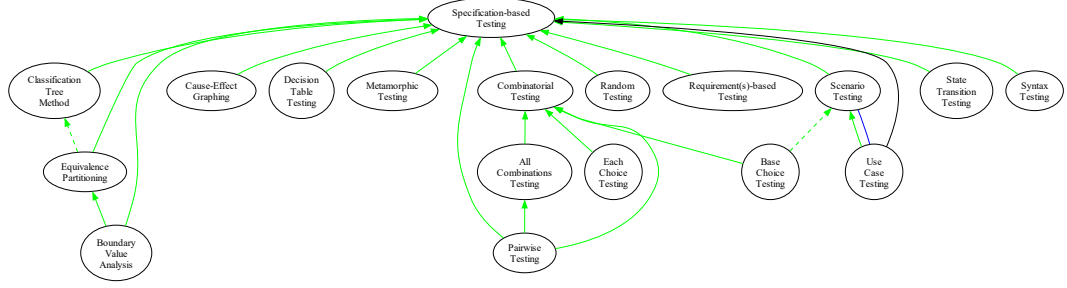 Specification-based
Testing
Classification
Tree
Method
Cause-Effect
Graphing
Decision
Table
Testing
Metamorphic
Testing
Combinatorial
Testing
Random
Testing
Requirement(s)-based
Testing
Scenario
Testing
State
Transition
Testing
Syntax
Testing
Equivalence
Partitioning
All
Combinations
Testing
Each
Choice
Testing
Base
Choice
Testing
Use
Case
Testing
Boundary
Value
Analysis
Pairwise
Testing